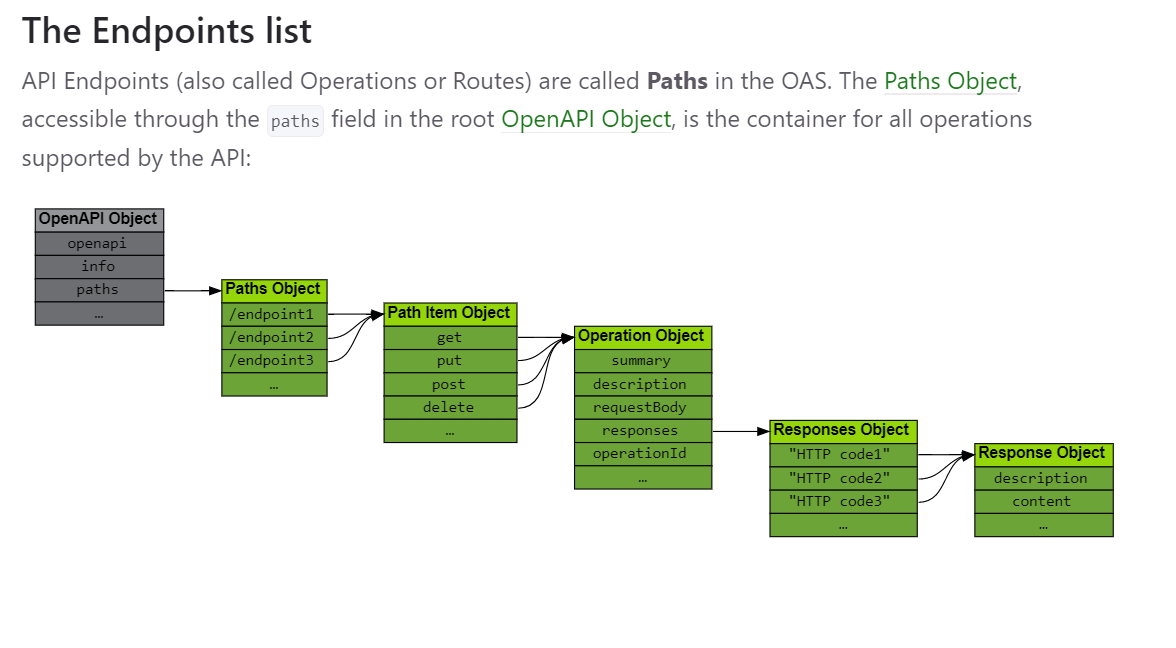 The Endpoints list
API Endpoints (also called Operations or Routes) are called Paths in the OAS. The Paths Object,
accessible through the paths field in the root OpenAPI Object, is the container for all operations
supported by the API:
OpenAPI Object
openapi
info
paths
…
Paths Object
/endpoint1
/endpoint2
/endpoint3
…
Path Item Object
get
put
post
delete
…
Operation Object
summary
description
requestBody
responses
operationId
…
Responses Object
"HTTP code1"
"HTTP code2"
"HTTP code3"
…
Response Object
description
content
…